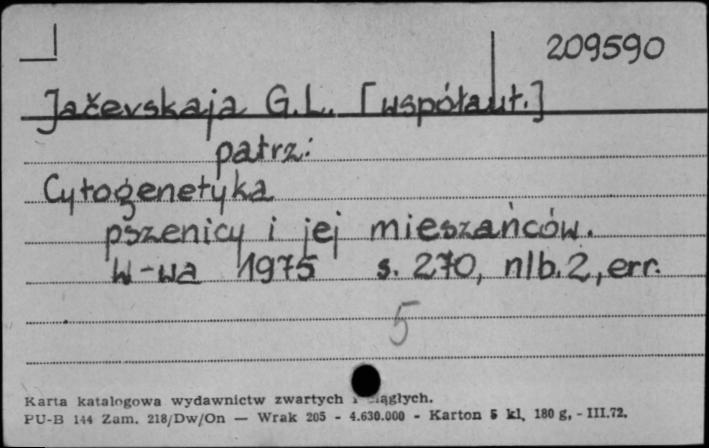 209590
Jačevskaja G.L. [współaut.]
patrz:
Cytogenetyka
pszenicy i jej mieszańców.
W-wa 1975 s. 270, nlb. 2, err.
5
Karta katalogowa wydawnictw zwartych i ciągłych.
PU-B 144 Zam. 218/Dw/On — Wrak 205 - 4.630.000 - Karton 5 kl, 180 g, - III.72.